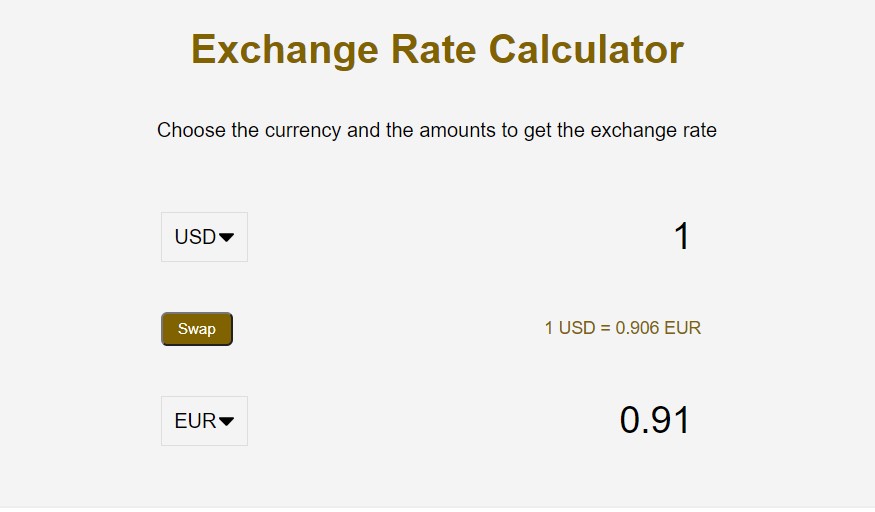 Exchange Rate Calculator
Choose the currency and the amounts to get the exchange rate
USD 1
Swap 1 USD = 0.906 EUR
EUR 0.91